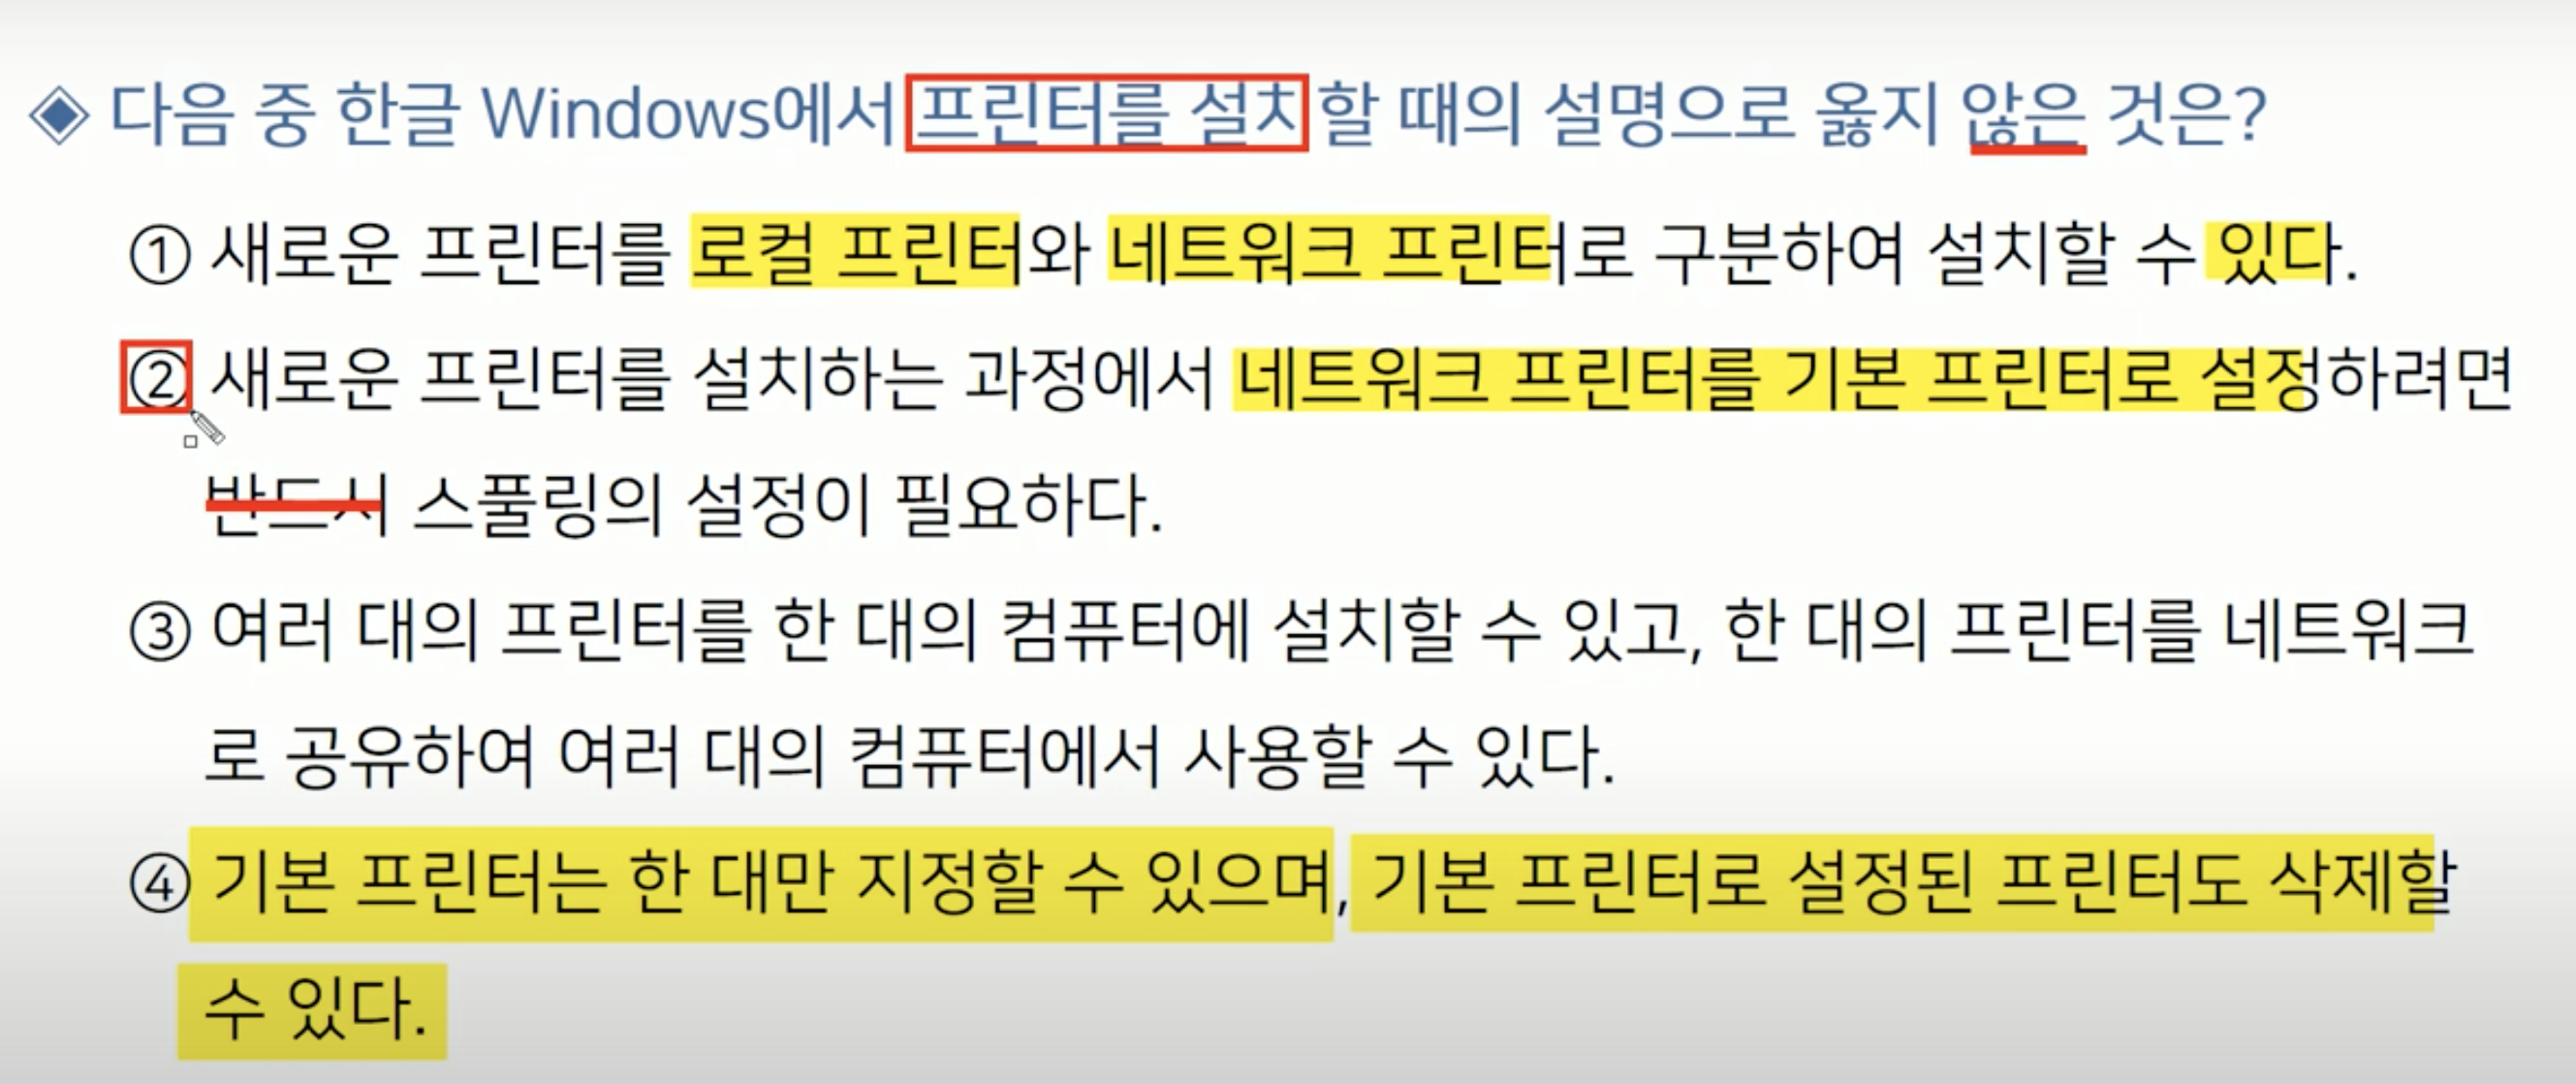 ◈ 다음 중 한글 Windows에서 프린터를 설치할 때의 설명으로 옳지 않은 것은?
① 새로운 프린터를 로컬 프린터와 네트워크 프린터로 구분하여 설치할 수 있다.
② 새로운 프린터를 설치하는 과정에서 네트워크 프린터를 기본 프린터로 설정하려면
반드시 스풀링의 설정이 필요하다.
③ 여러 대의 프린터를 한 대의 컴퓨터에 설치할 수 있고, 한 대의 프린터를 네트워크
로 공유하여 여러 대의 컴퓨터에서 사용할 수 있다.
④ 기본 프린터는 한 대만 지정할 수 있으며, 기본 프린터로 설정된 프린터도 삭제할
수 있다.